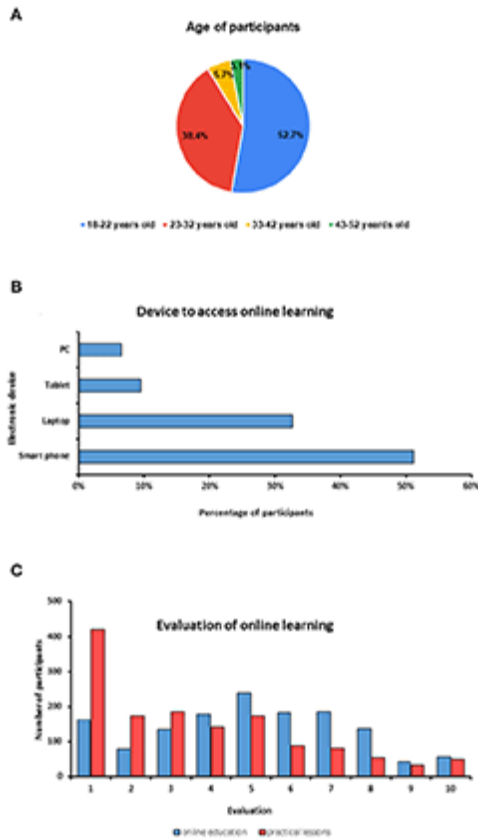 A
Age of participants
5.7%
38.4%
52.7%
18-22 years old 23-32 years old 33-42 years old 43-52 yeards old
B
Device to access online learning
PC
Tablet
Laptop
Smart phone
Electronic device
0% 10% 20% 30% 40% 50% 60%
Percentage of participants
C
Evaluation of online learning
500
400
300
200
100
0
Number of participants
1 2 3 4 5 6 7 8 9 10
Evaluation
online education practical lessons